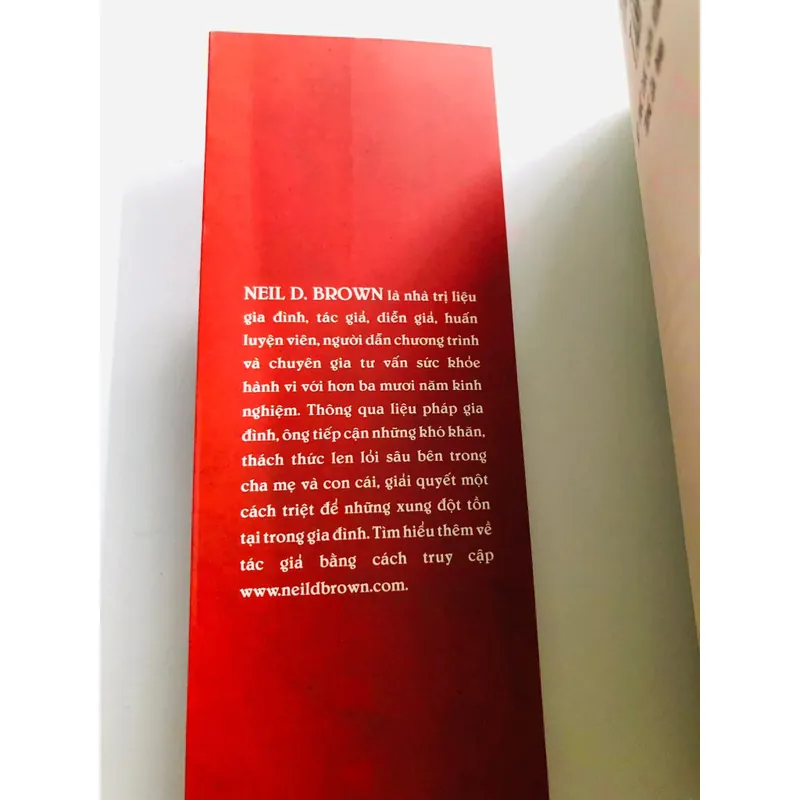 NEIL D. BROWN là nhà trị liệu
gia đình, tác giả, diễn giả, huấn
luyện viên, người dẫn chương trình
và chuyên gia tư vấn sức khỏe
hành vi với hơn ba mươi năm kinh
nghiệm. Thông qua liệu pháp gia
đình, ông tiếp cận những khó khăn,
thách thức len lỏi sâu bên trong
cha mẹ và con cái, giải quyết một
cách triệt để những xung đột tồn
tại trong gia đình. Tìm hiểu thêm về
tác giả bằng cách truy cập
www.neildbrown.com.